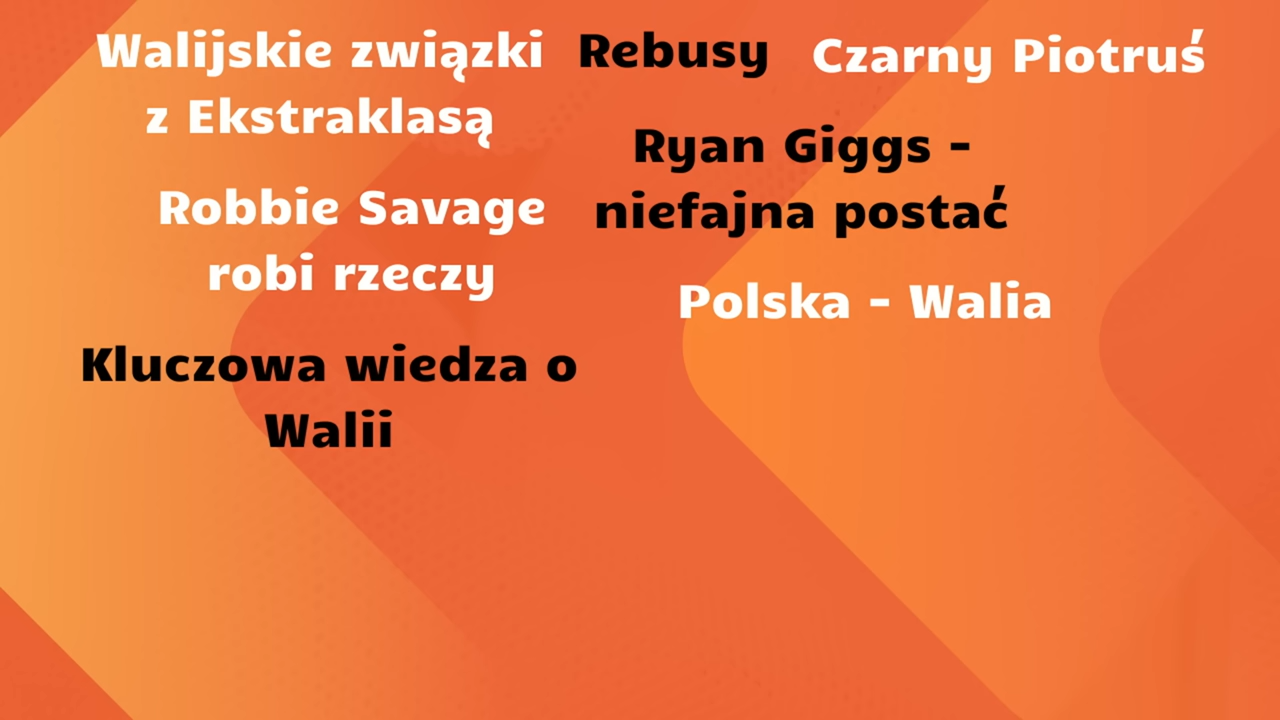 Walijskie związki
z Ekstraklasą
Rebusy
Czarny Piotruś
Ryan Giggs -
niefajna postać
Robbie Savage
robi rzeczy
Polska - Walia
Kluczowa wiedza o
Walii